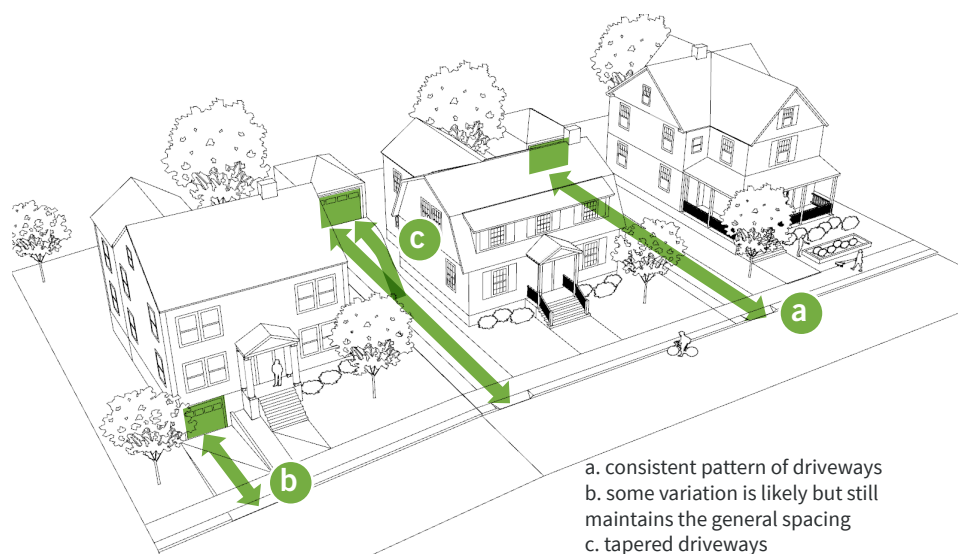 c
a
b
a. consistent pattern of driveways
b. some variation is likely but still
maintains the general spacing
c. tapered driveways